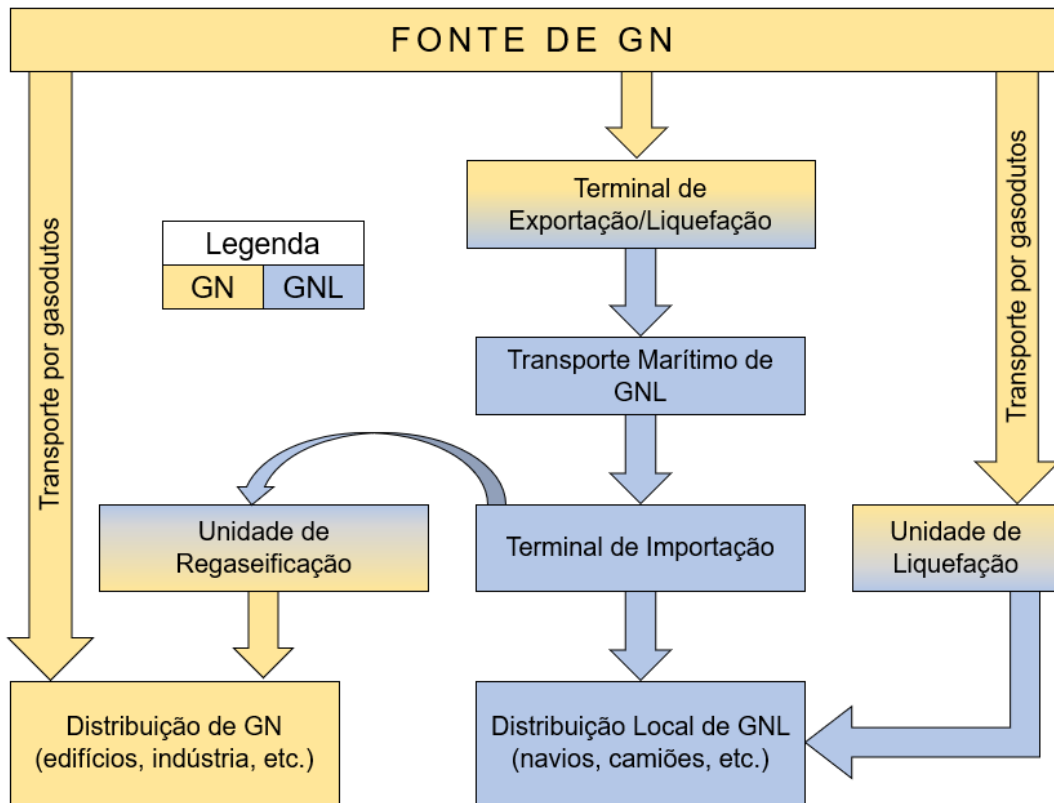 FONTE DE GN
Transporte por gasodutos
Terminal de
Exportação/Liquefação
Transporte por gasodutos
Legenda
GN
GNL
Transporte Marítimo de
GNL
Unidade de
Regaseificação
Terminal de Importação
Unidade de
Liquefação
Distribuição de GN
(edifícios, indústria, etc.)
Distribuição Local de GNL
(navios, camiões, etc.)